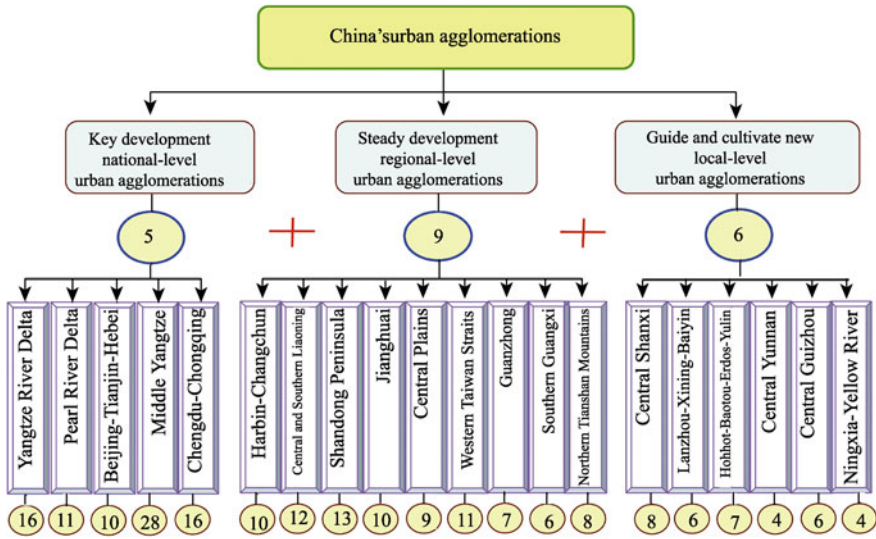 China'surban agglomerations
Key development
national-level
urban agglomerations
Steady development
regional-level
urban agglomerations
Guide and cultivate new
local-level
urban agglomerations
5
+
9
+
6
Yangtze River Delta
Pearl River Delta
Beijing-Tianjin-Hebei
Middle Yangtze
Chengdu-Chongqing
Harbin-Changchun
Central and Southern Liaoning
Shandong Peninsula
Jianghuai
Central Plains
Western Taiwan Straits
Guanzhong
Southern Guangxi
Northern Tianshan Mountains
Central Shanxi
Lanzhou-Xining-Baiyin
Hohhot-Baotou-Erdos-Yulin
Central Yunnan
Central Guizhou
Ningxia-Yellow River
16
11
10
28
16
10
12
13
10
9
11
7
6
8
8
6
7
4
6
4